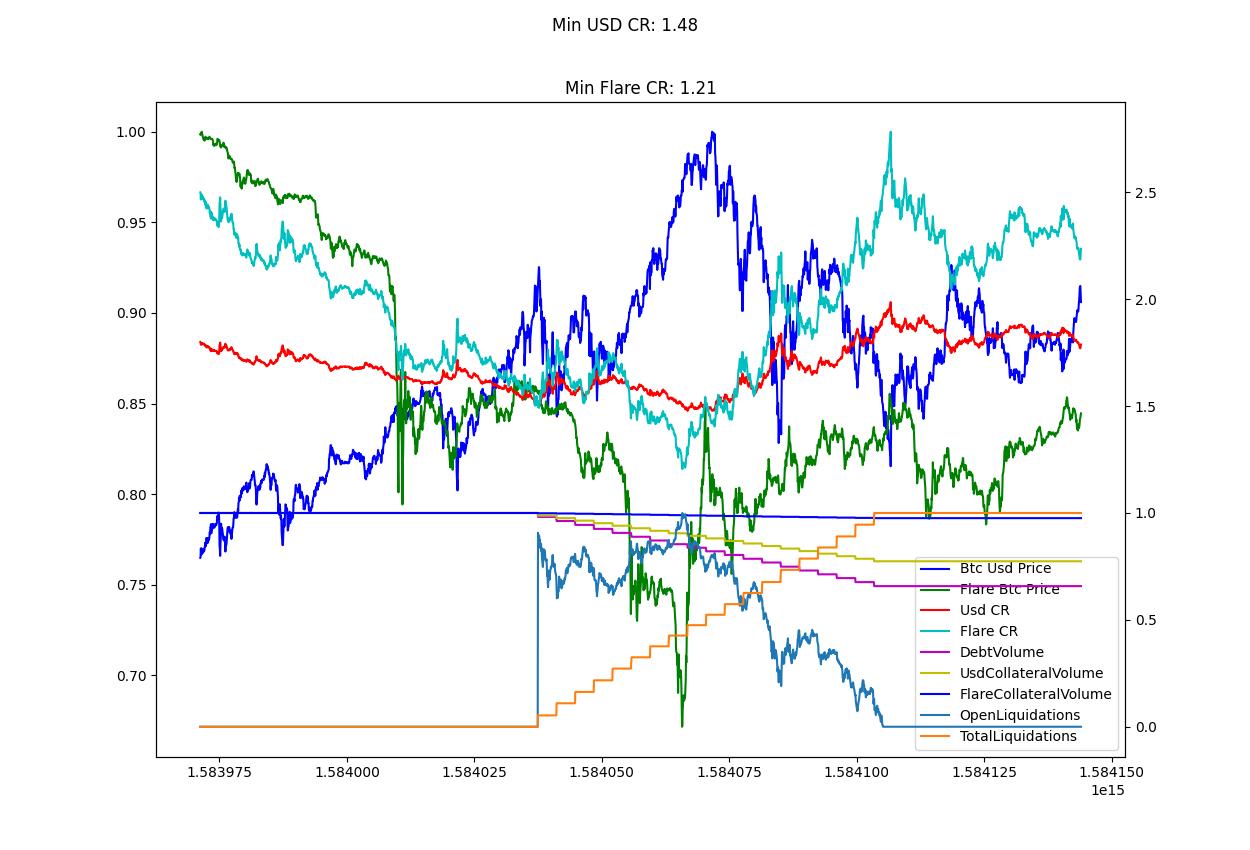 Min USD CR: 1.48
Min Flare CR: 1.21
1.00
0.95
0.90
0.85
0.80
0.75
0.70
2.5
2.0
1.5
1.0
0.5
0.0
Btc Usd Price
Flare Btc Price
Usd CR
Flare CR
DebtVolume
UsdCollateralVolume
FlareCollateralVolume
OpenLiquidations
TotalLiquidations
1.583975 1.584000 1.584025 1.584050 1.584075 1.584100 1.584125 1.584150
1e15